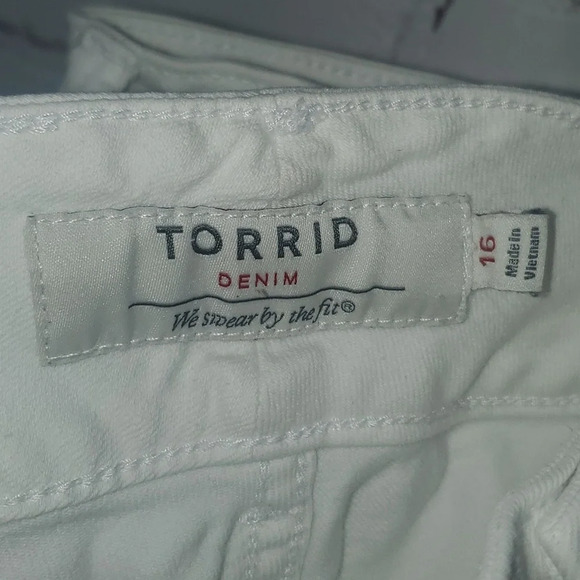 TORRID
DENIM
We swear by the fit®
16
Made in
Vietnam